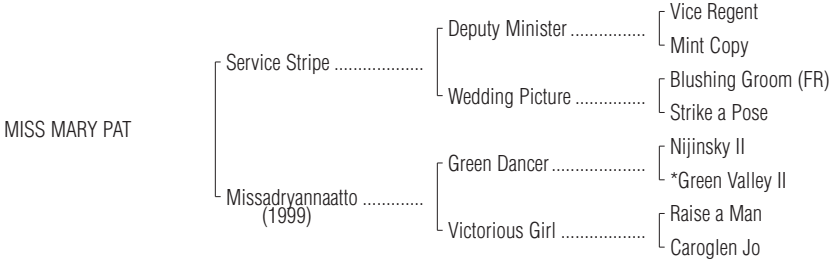 Vice Regent
Deputy Minister ................
Mint Copy
Service Stripe ...................
Blushing Groom (FR)
Wedding Picture ...............
Strike a Pose
MISS MARY PAT
Nijinsky II
Green Dancer ....................
*Green Valley II
Missadryannaatto .............
(1999)
Raise a Man
Victorious Girl ..................
Caroglen Jo